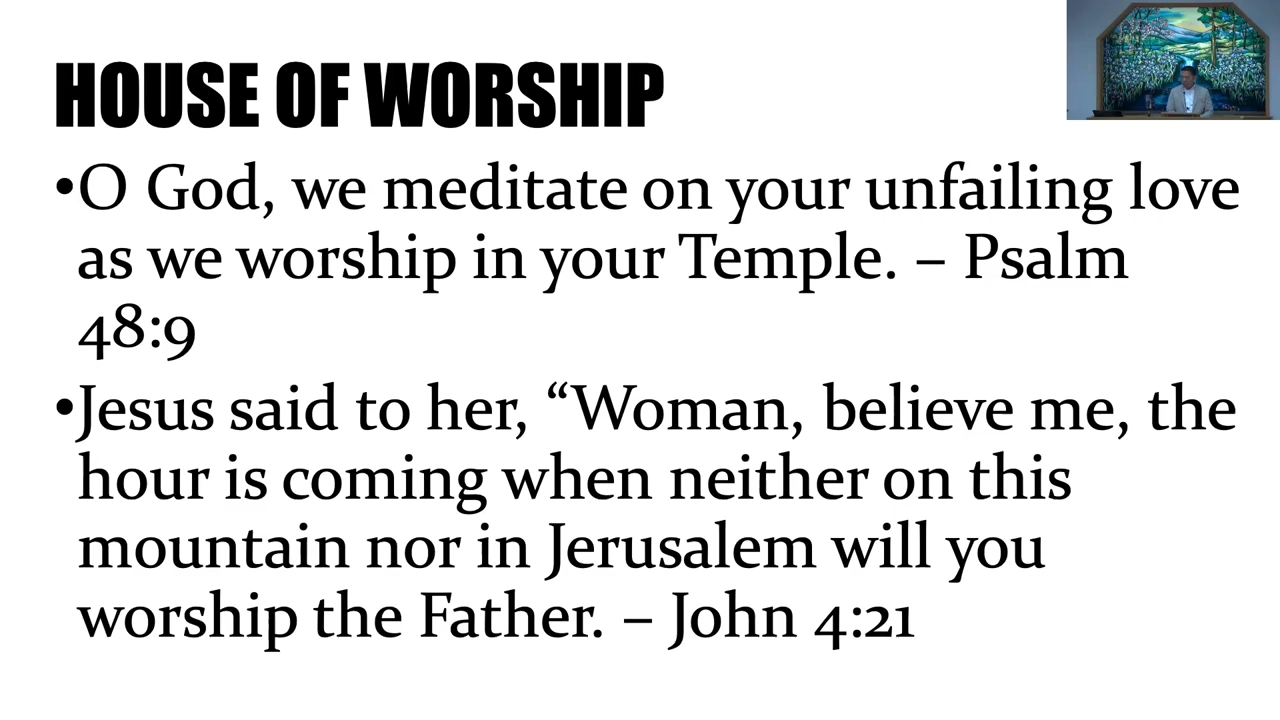 HOUSE OF WORSHIP
•O God, we meditate on your unfailing love
as we worship in your Temple. – Psalm
48:9
•Jesus said to her, “Woman, believe me, the
hour is coming when neither on this
mountain nor in Jerusalem will you
worship the Father. – John 4:21